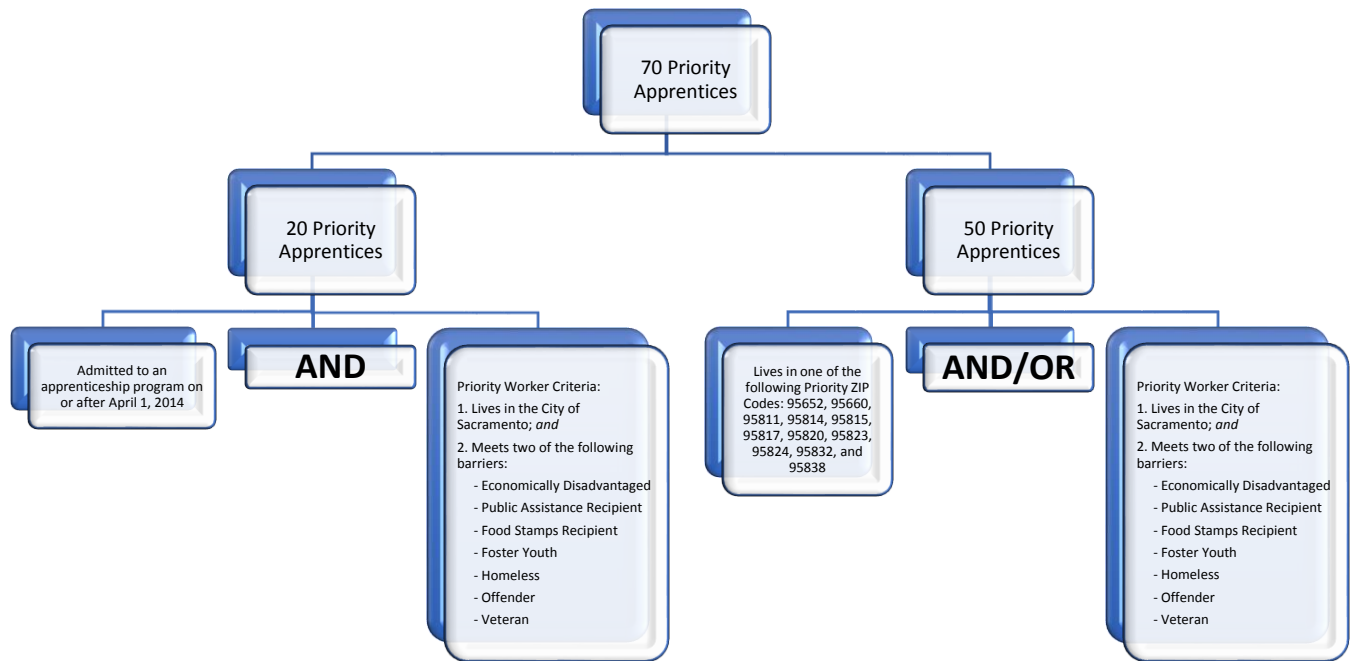 70 Priority
Apprentices
20 Priority
Apprentices
50 Priority
Apprentices
Admitted to an
apprenticeship program on
or after April 1, 2014
AND
Priority Worker Criteria:
1. Lives in the City of
Sacramento; and
2. Meets two of the following
barriers:
- Economically Disadvantaged
- Public Assistance Recipient
- Food Stamps Recipient
- Foster Youth
- Homeless
- Offender
- Veteran
Lives in one of the
following Priority ZIP
Codes: 95652, 95660,
95811, 95814, 95815,
95817, 95820, 95823,
95824, 95832, and
95838
AND/OR
Priority Worker Criteria:
1. Lives in the City of
Sacramento; and
2. Meets two of the following
barriers:
- Economically Disadvantaged
- Public Assistance Recipient
- Food Stamps Recipient
- Foster Youth
- Homeless
- Offender
- Veteran